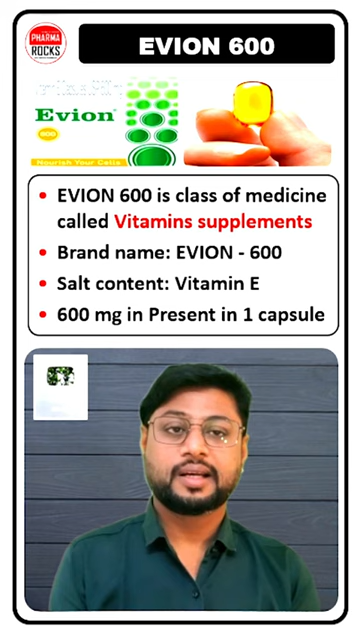 PHARMA
ROCKS
EVION 600
Evion®
600
Nourish Your Cells
• EVION 600 is class of medicine
called Vitamins supplements
• Brand name: EVION - 600
• Salt content: Vitamin E
• 600 mg in Present in 1 capsule